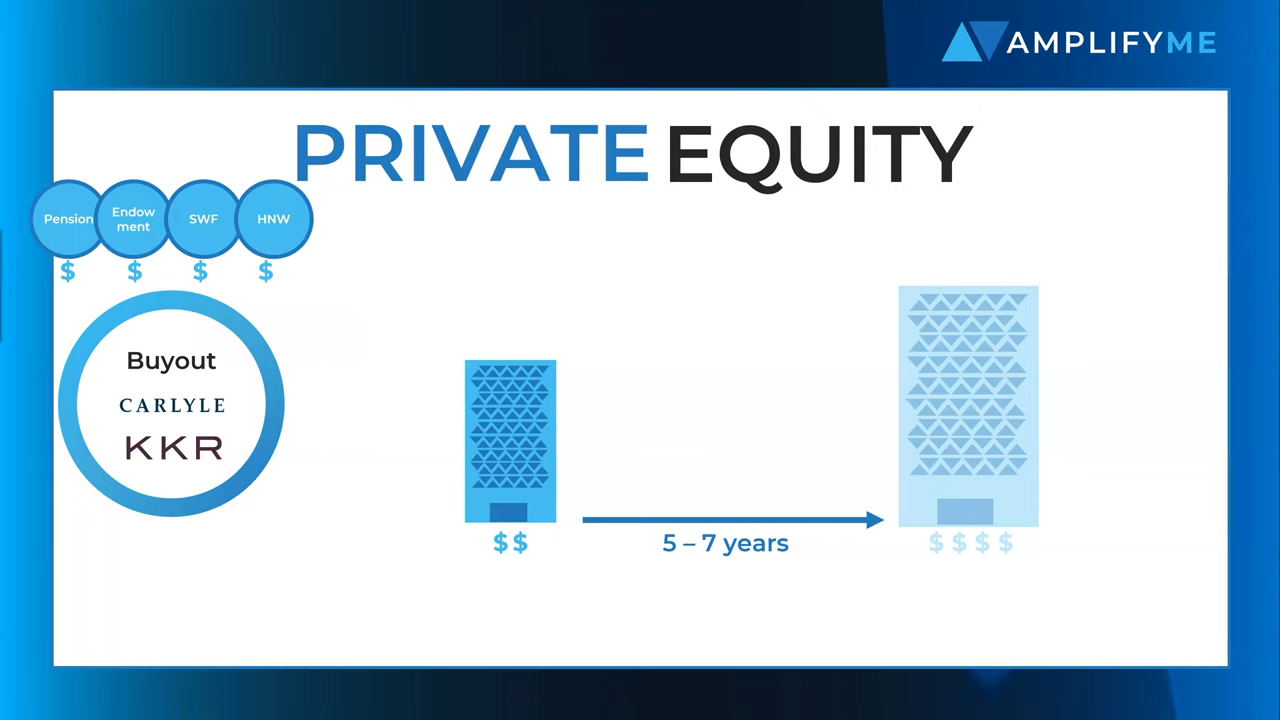 AMPLIFYME
PRIVATE EQUITY
Pension
Endow
ment
SWF
HNW
$ $ $ $
Buyout
CARLYLE
KKR
$$
5 – 7 years
$ $ $ $